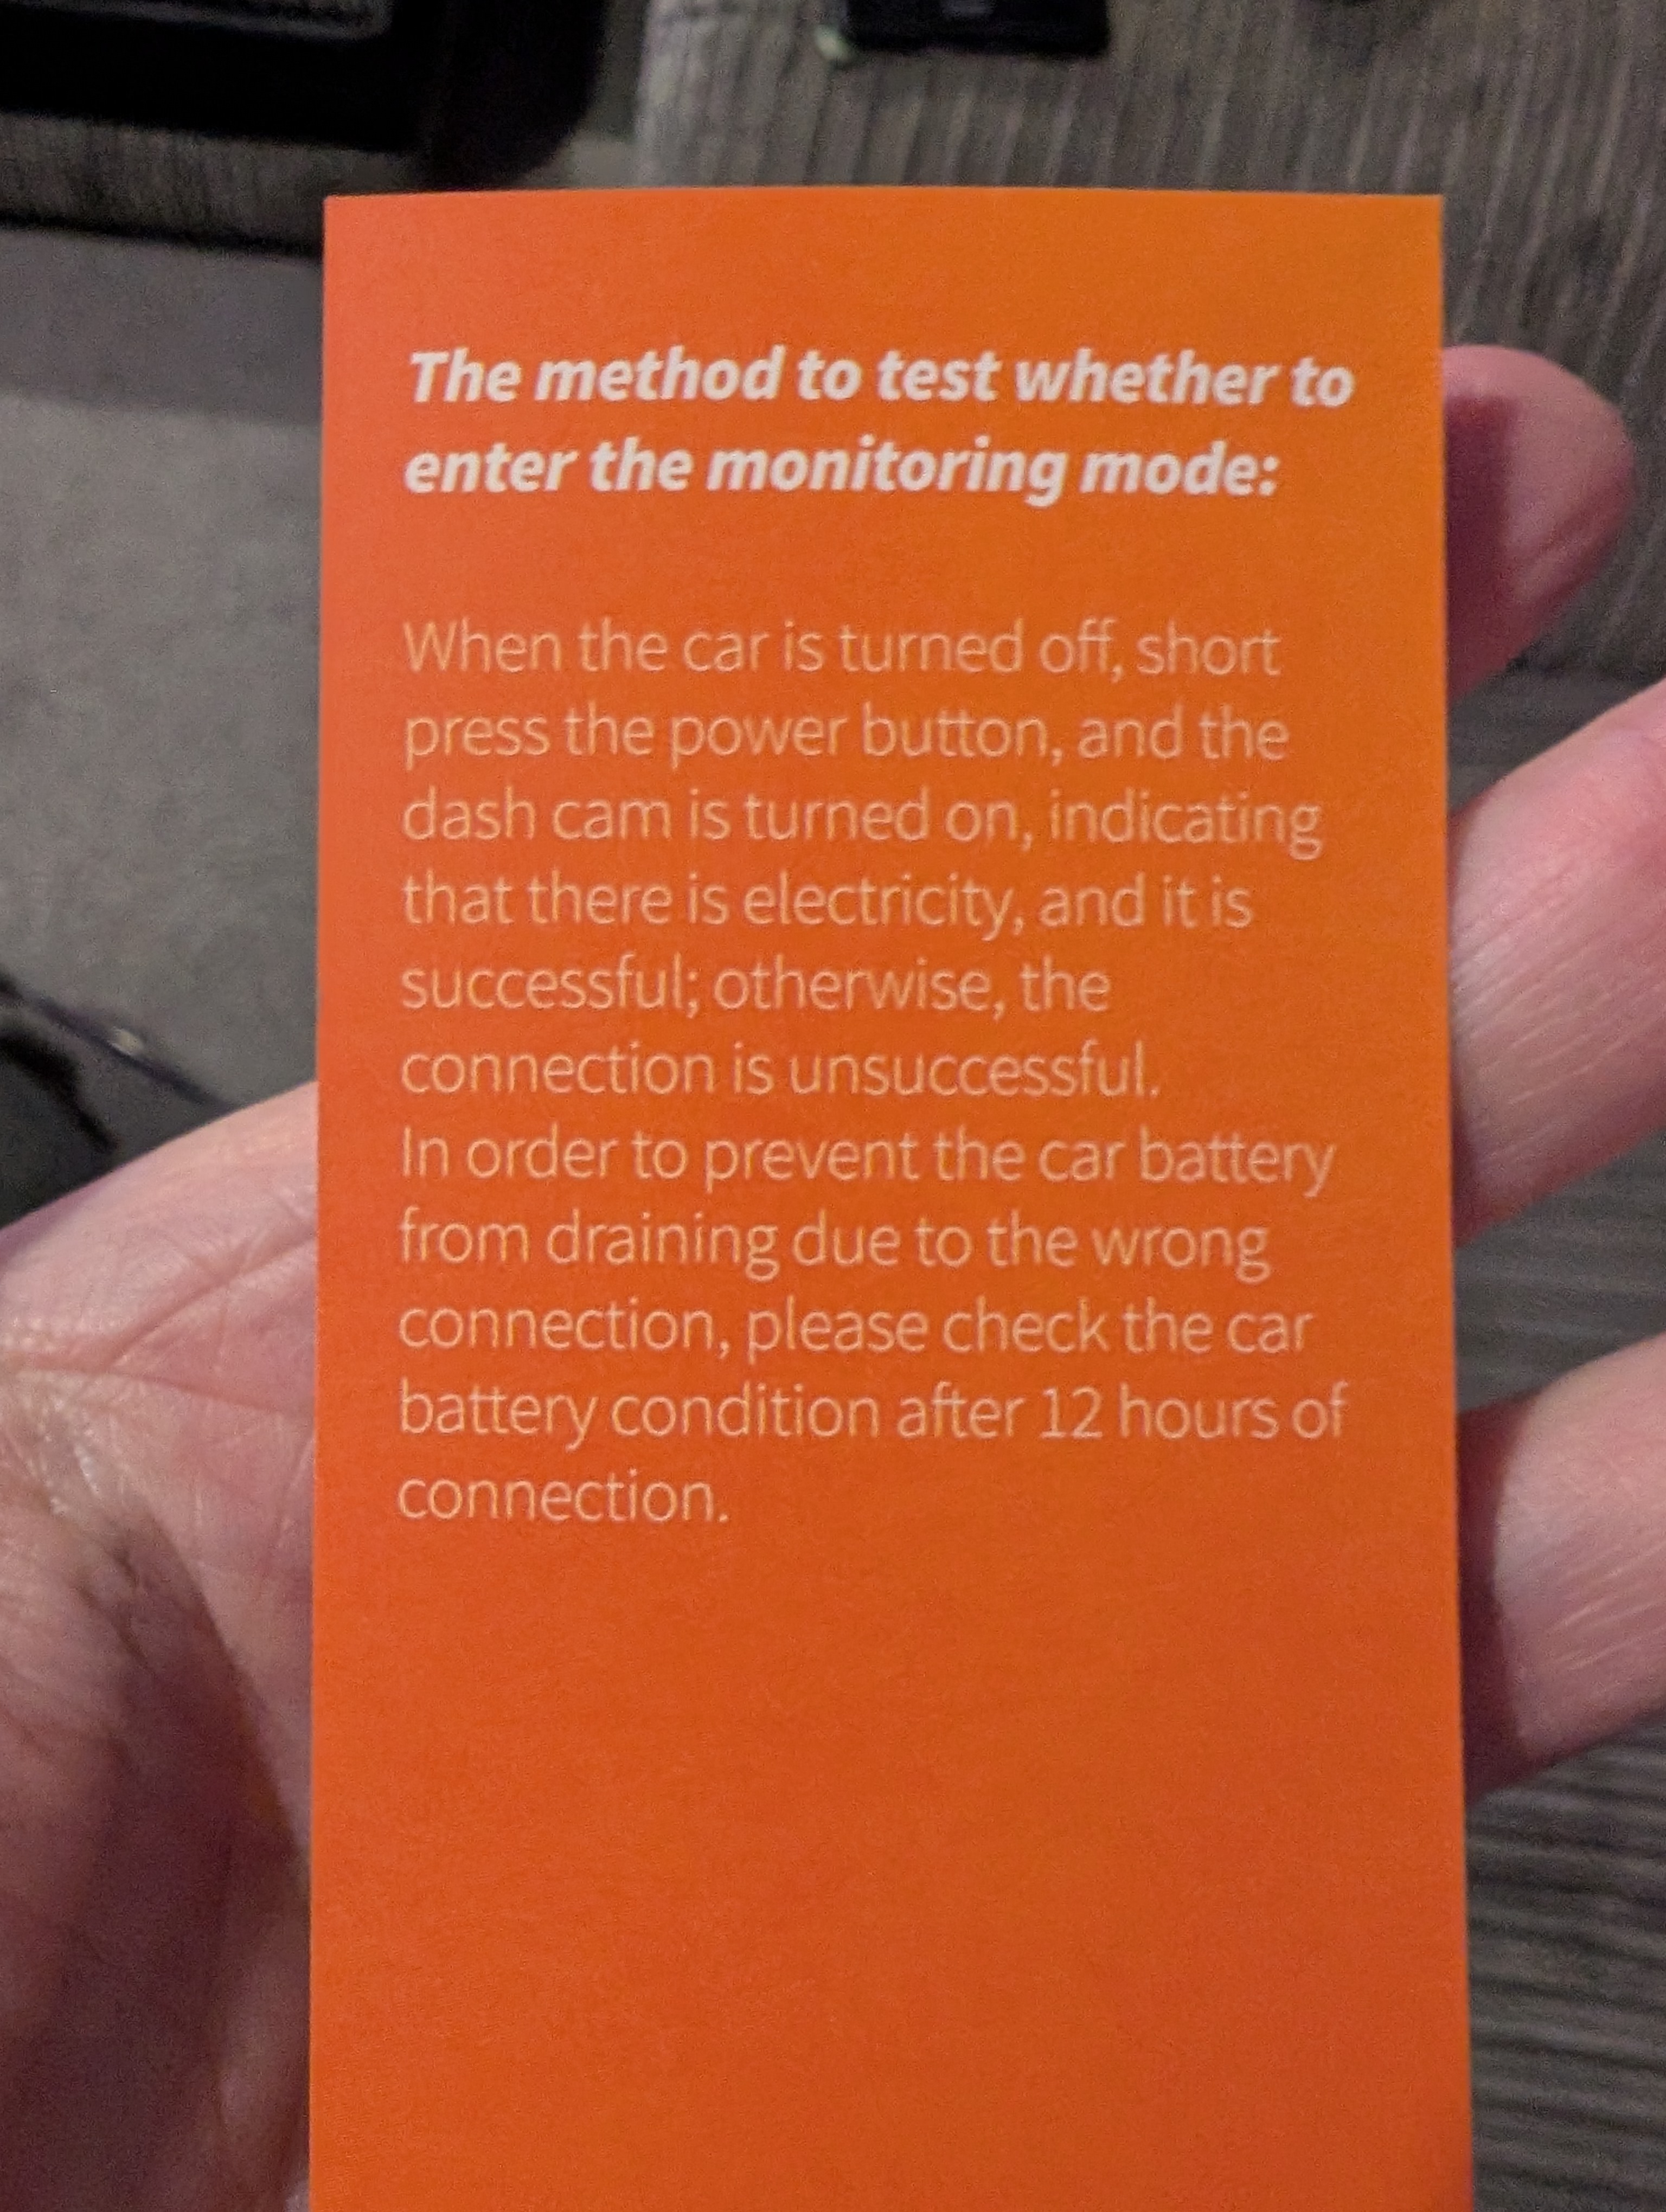 The method to test whether to
enter the monitoring mode:
When the car is turned off, short
press the power button, and the
dash cam is turned on, indicating
that there is electricity, and it is
successful; otherwise, the
connection is unsuccessful.
In order to prevent the car battery
from draining due to the wrong
connection, please check the car
battery condition after 12 hours of
connection.